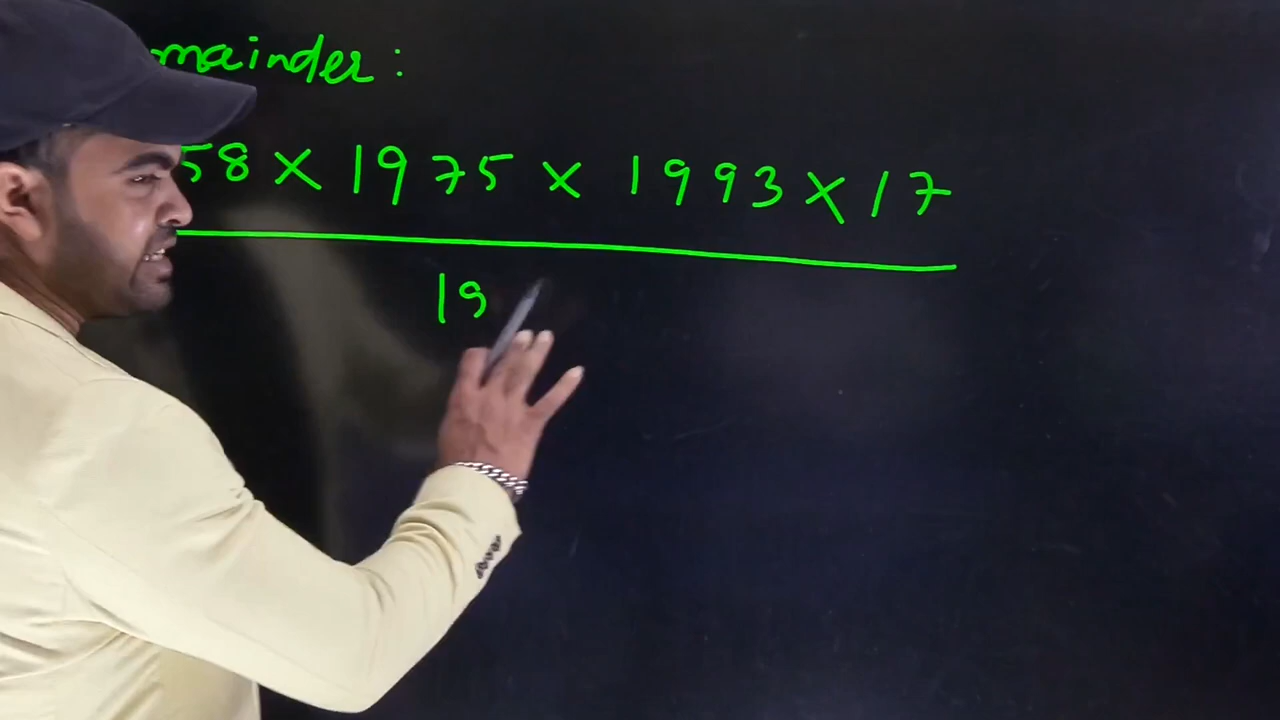 mainder :
58 × 1975 × 1993 × 17
19